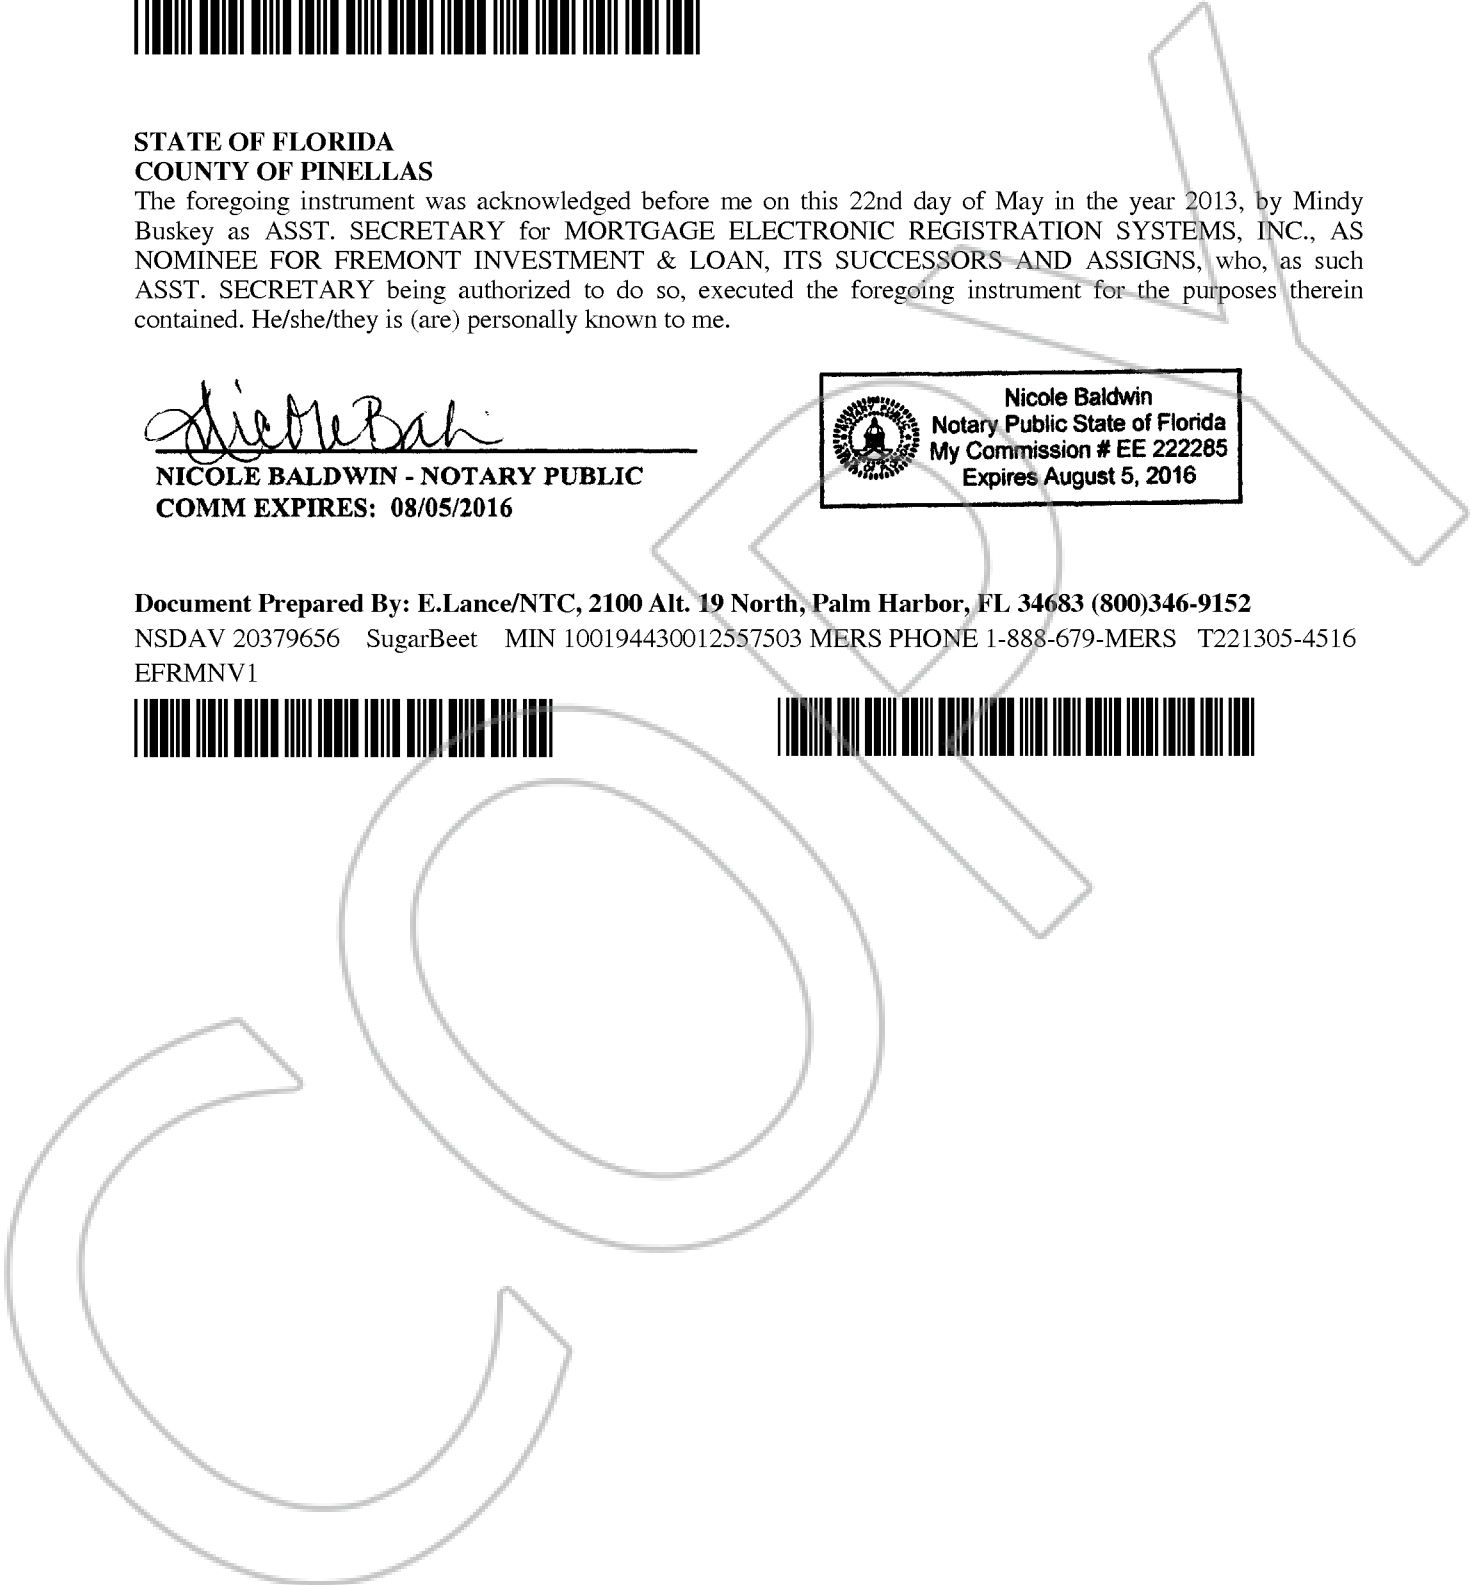 STATE OF FLORIDA
COUNTY OF PINELLAS
The foregoing instrument was acknowledged before me on this 22nd day of May in the year 2013, by Mindy
Buskey as ASST. SECRETARY for MORTGAGE ELECTRONIC REGISTRATION SYSTEMS, INC., AS
NOMINEE FOR FREMONT INVESTMENT & LOAN, ITS SUCCESSORS AND ASSIGNS, who, as such
ASST. SECRETARY being authorized to do so, executed the foregoing instrument for the purposes therein
contained. He/she/they is (are) personally known to me.
Nicole Baldwin
Notary Public State of Florida
My Commission # EE 222285
Expires August 5, 2016
NICOLE BALDWIN - NOTARY PUBLIC
COMM EXPIRES: 08/05/2016
Document Prepared By: E.Lance/NTC, 2100 Alt. 19 North, Palm Harbor, FL 34683 (800)346-9152
NSDAV 20379656 SugarBeet MIN 100194430012557503 MERS PHONE 1-888-679-MERS T221305-4516
EFRMNV1
COPY